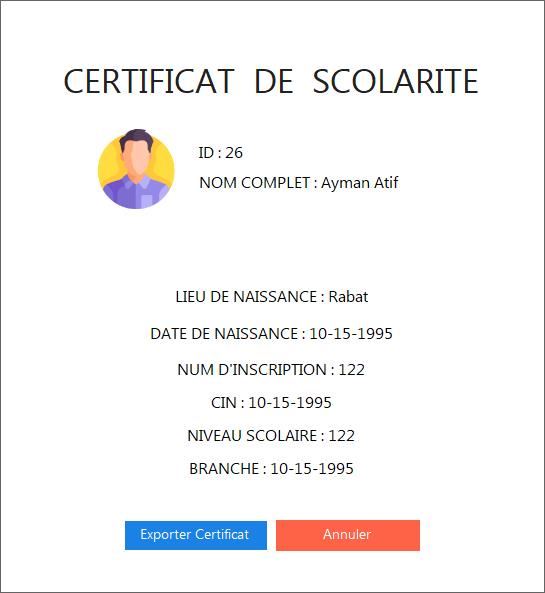 CERTIFICAT DE SCOLARITE
ID : 26
NOM COMPLET : Ayman Atif
LIEU DE NAISSANCE : Rabat
DATE DE NAISSANCE : 10-15-1995
NUM D'INSCRIPTION : 122
CIN : 10-15-1995
NIVEAU SCOLAIRE : 122
BRANCHE : 10-15-1995
Exporter Certificat
Annuler